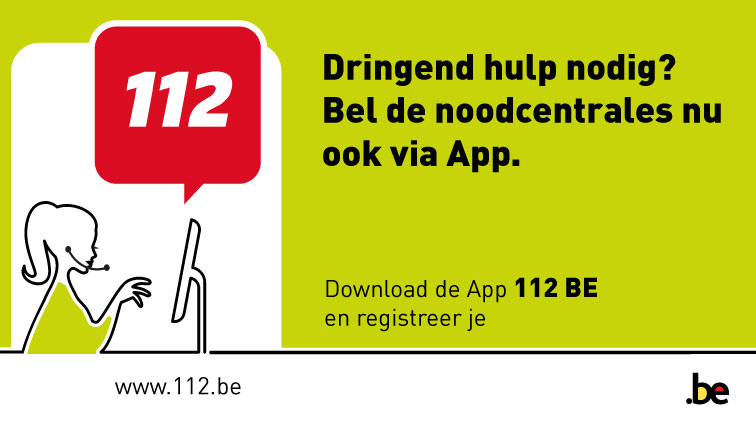 112
Dringend hulp nodig?
Bel de noodcentrales nu
ook via App.
Download de App 112 BE
en registreer je
www.112.be
.be